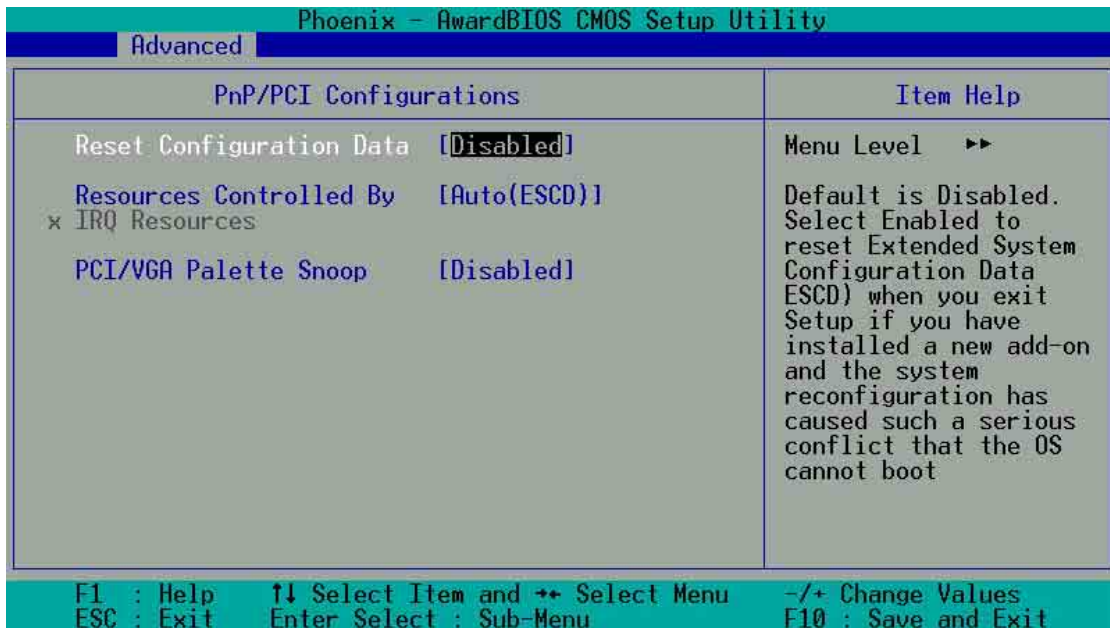 Phoenix - AwardBIOS CMOS Setup Utility
Advanced
PnP/PCI Configurations
Reset Configuration Data [Disabled]
Resources Controlled By [Auto(ESCD)]
x IRQ Resources
PCI/VGA Palette Snoop [Disabled]
Item Help
Menu Level ►►
Default is Disabled.
Select Enabled to
reset Extended System
Configuration Data
ESCD) when you exit
Setup if you have
installed a new add-on
and the system
reconfiguration has
caused such a serious
conflict that the OS
cannot boot
F1 : Help ↑↓ Select Item and →← Select Menu -/+ Change Values
ESC : Exit Enter Select : Sub-Menu F10 : Save and Exit